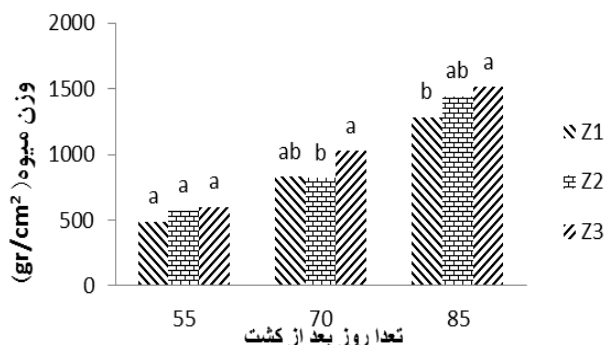 وزن میوه( gr/cm²)
2000
1500
1000
500
0
a a a
ab b a
b ab a
55 70 85
تعدا روز بعد از کشت
Z1
Z2
Z3